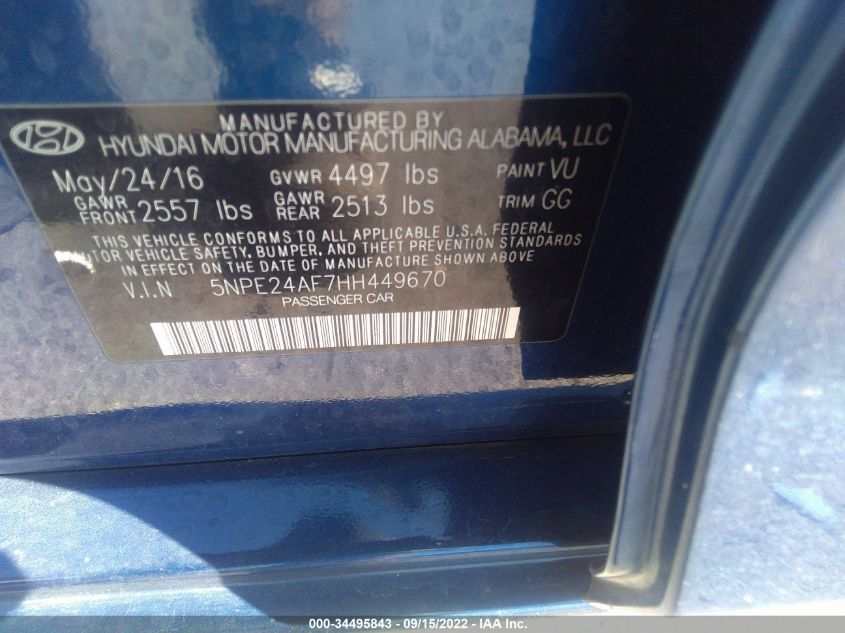 MANUFACTURED BY
HYUNDAI MOTOR MANUFACTURING ALABAMA, LLC
May/24/16 GVWR 4497 lbs PAINT VU
GAWR FRONT 2557 lbs GAWR REAR 2513 lbs TRIM GG
THIS VEHICLE CONFORMS TO ALL APPLICABLE U.S.A. FEDERAL
MOTOR VEHICLE SAFETY, BUMPER, AND THEFT PREVENTION STANDARDS
IN EFFECT ON THE DATE OF MANUFACTURE SHOWN ABOVE
V.I.N 5NPE24AF7HH449670
PASSENGER CAR
000-34495843 - 09/15/2022 - IAA Inc.